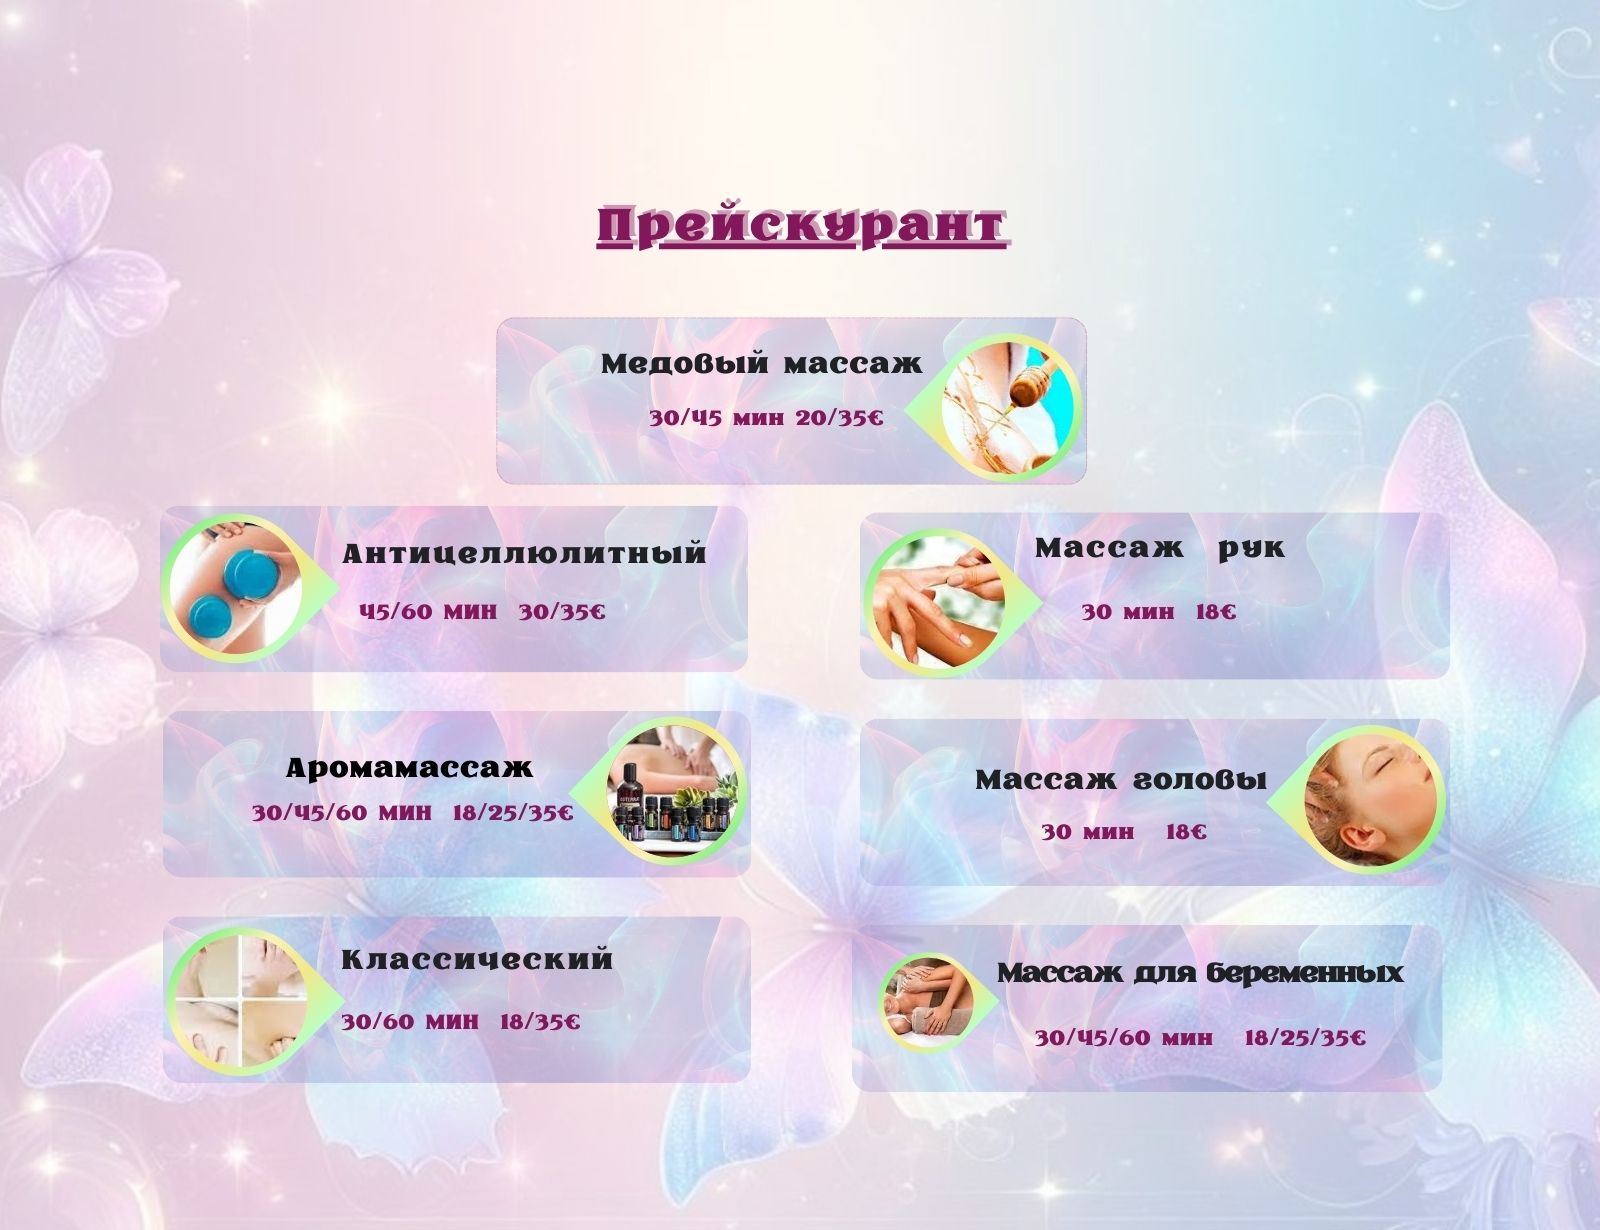 Прейскурант
Медовый массаж
30/45 мин 20/35€
Антицеллюлитный
45/60 МИН 30/35€
Массаж рук
30 мин 18€
Аромамассаж
30/45/60 МИН 18/25/35€
Массаж головы
30 мин 18€
Классический
30/60 МИН 18/35€
Массаж для беременных
30/45/60 мин 18/25/35€